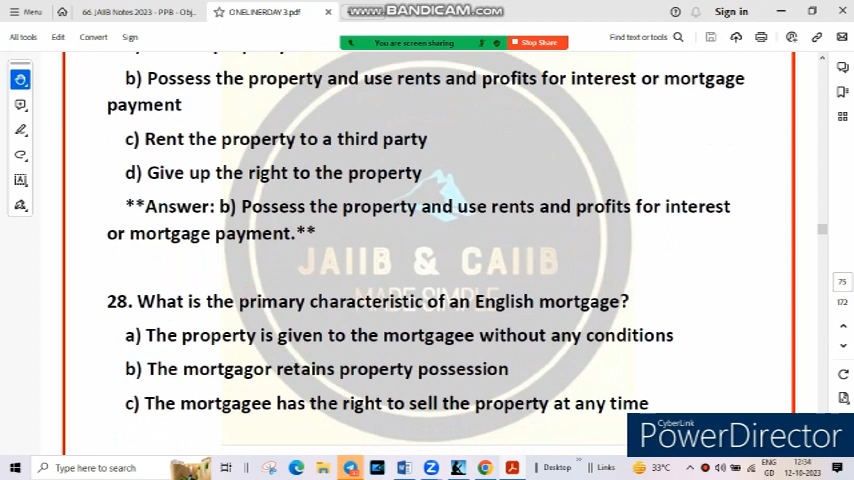 Menu
66. JAIIB Notes 2023 - PPB - Obj...
ONELINERDAY 3.pdf
www.BANDICAM.com
Sign in
All tools Edit Convert Sign
You are screen sharing
Stop Share
Find text or tools
b) Possess the property and use rents and profits for interest or mortgage
payment
c) Rent the property to a third party
d) Give up the right to the property
**Answer: b) Possess the property and use rents and profits for interest
or mortgage payment.**
JAIIB & CAIIB
MADE SIMPLE
28. What is the primary characteristic of an English mortgage?
a) The property is given to the mortgagee without any conditions
b) The mortgagor retains property possession
c) The mortgagee has the right to sell the property at any time
75
172
CyberLink
PowerDirector
Type here to search
Desktop
Links
33°C
ENG
GD
12:34
12-10-2023